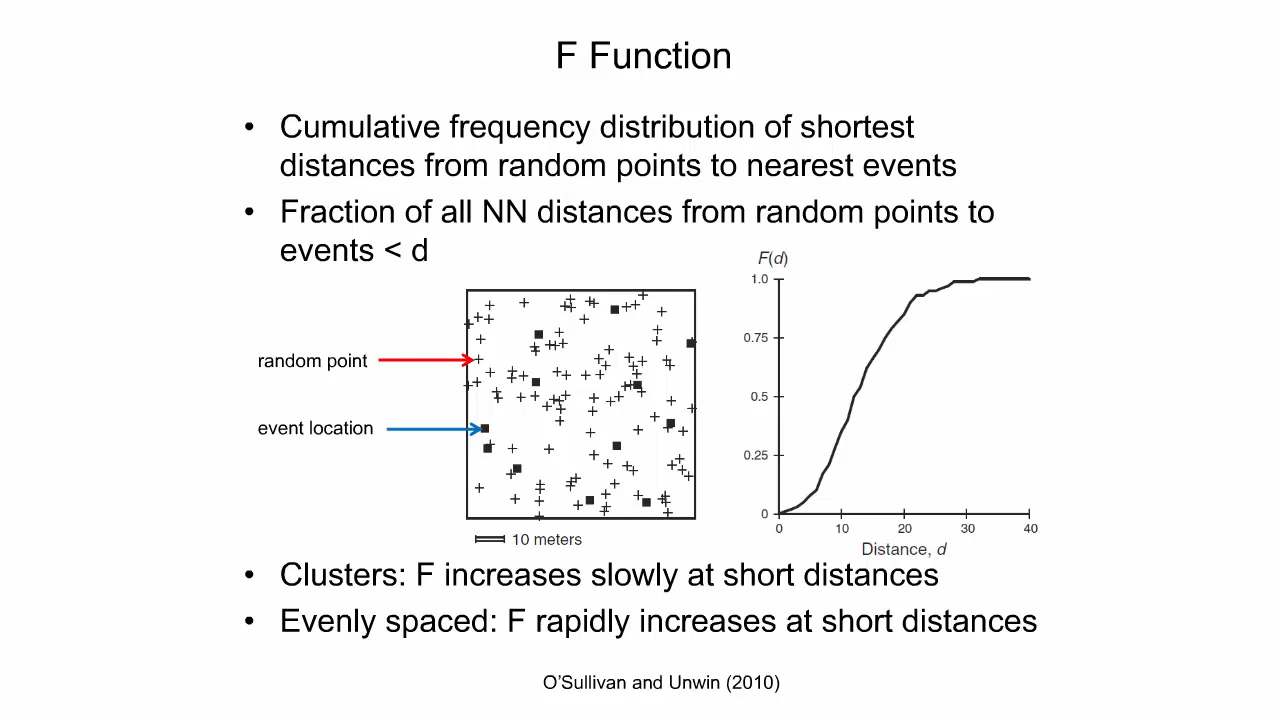 F Function
• Cumulative frequency distribution of shortest
distances from random points to nearest events
• Fraction of all NN distances from random points to
events < d
random point
event location
10 meters
F(d)
1.0
0.75
0.5
0.25
0
0 10 20 30 40
Distance, d
• Clusters: F increases slowly at short distances
• Evenly spaced: F rapidly increases at short distances
O’Sullivan and Unwin (2010)